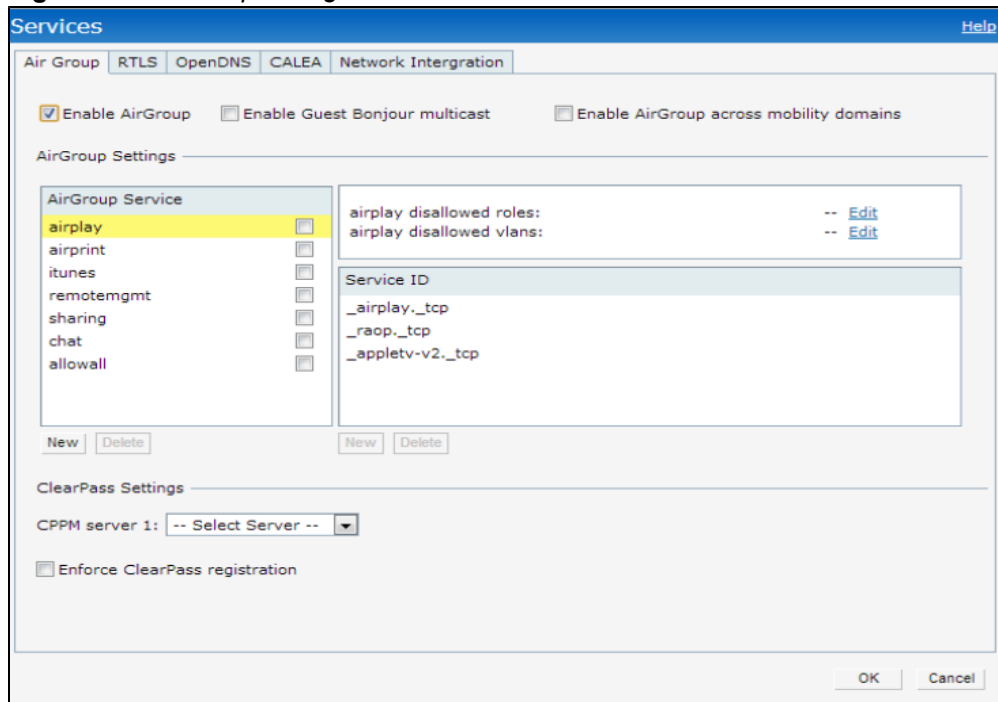 Services Help
Air Group RTLS OpenDNS CALEA Network Intergration
Enable AirGroup Enable Guest Bonjour multicast Enable AirGroup across mobility domains
AirGroup Settings
AirGroup Service
airplay
airprint
itunes
remotemgmt
sharing
chat
allowall
New Delete
airplay disallowed roles: -- Edit
airplay disallowed vlans: -- Edit
Service ID
_airplay._tcp
_raop._tcp
_appletv-v2._tcp
New Delete
ClearPass Settings
CPPM server 1: -- Select Server --
Enforce ClearPass registration
OK Cancel